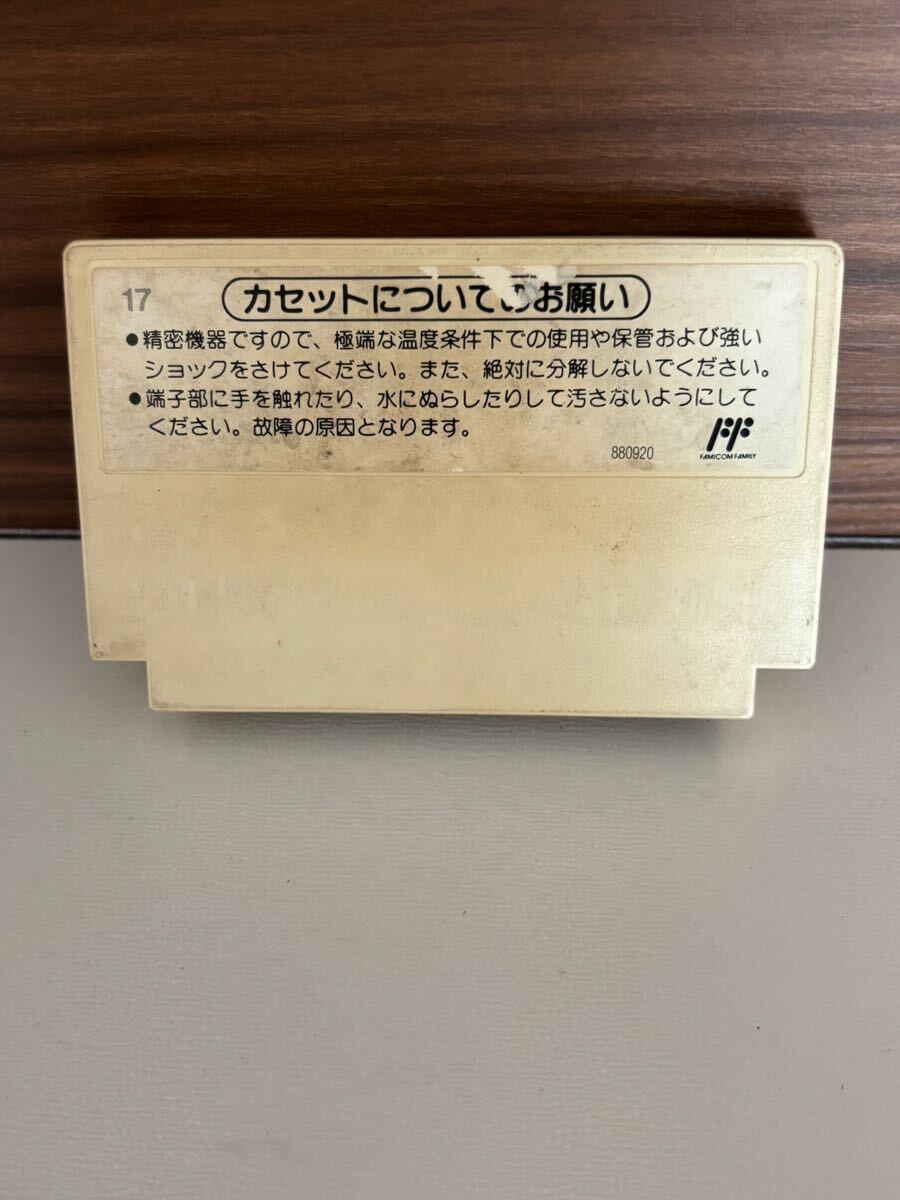 17
カセットについてのお願い
●精密機器ですので、極端な温度条件下での使用や保管および強い
ショックをさけてください。また、絶対に分解しないでください。
●端子部に手を触れたり、水にぬらしたりして汚さないようにして
ください。故障の原因となります。
880920
FF
FAMICOM FAMILY